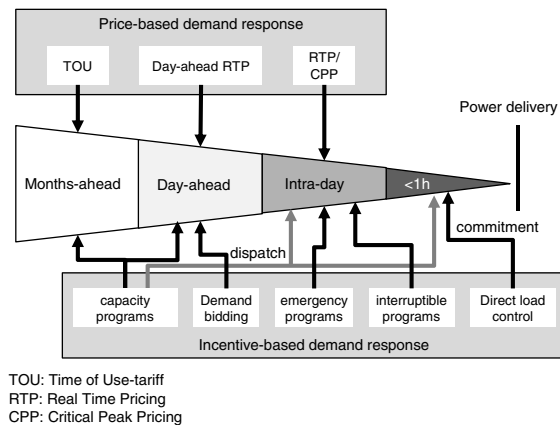 Price-based demand response
TOU
Day-ahead RTP
RTP/
CPP
Power delivery
Months-ahead
Day-ahead
Intra-day
<1h
dispatch
commitment
capacity
programs
Demand
bidding
emergency
programs
interruptible
programs
Direct load
control
Incentive-based demand response
TOU: Time of Use-tariff
RTP: Real Time Pricing
CPP: Critical Peak Pricing